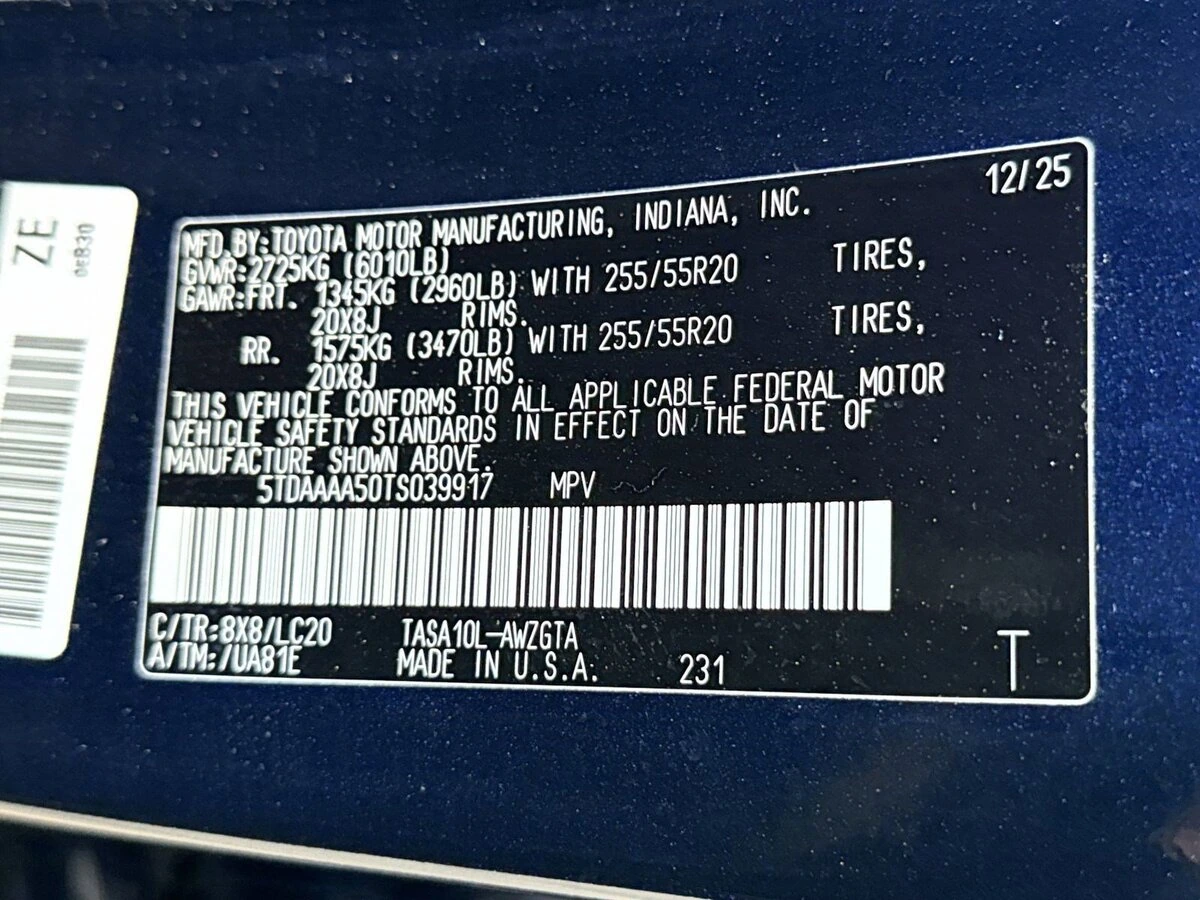 12/25
MFD.BY:TOYOTA MOTOR MANUFACTURING, INDIANA, INC.
GVWR:2725KG (6010LB)
GAWR:FRT. 1345KG (2960LB) WITH 255/55R20 TIRES,
20X8J RIMS.
RR. 1575KG (3470LB) WITH 255/55R20 TIRES,
20X8J RIMS.
THIS VEHICLE CONFORMS TO ALL APPLICABLE FEDERAL MOTOR
VEHICLE SAFETY STANDARDS IN EFFECT ON THE DATE OF
MANUFACTURE SHOWN ABOVE.
5TDAAAA50TS039917 MPV
C/TR:8X8/LC20 TASA10L-AWZGTA
A/TM:/UA81E MADE IN U.S.A. 231
T
ZE